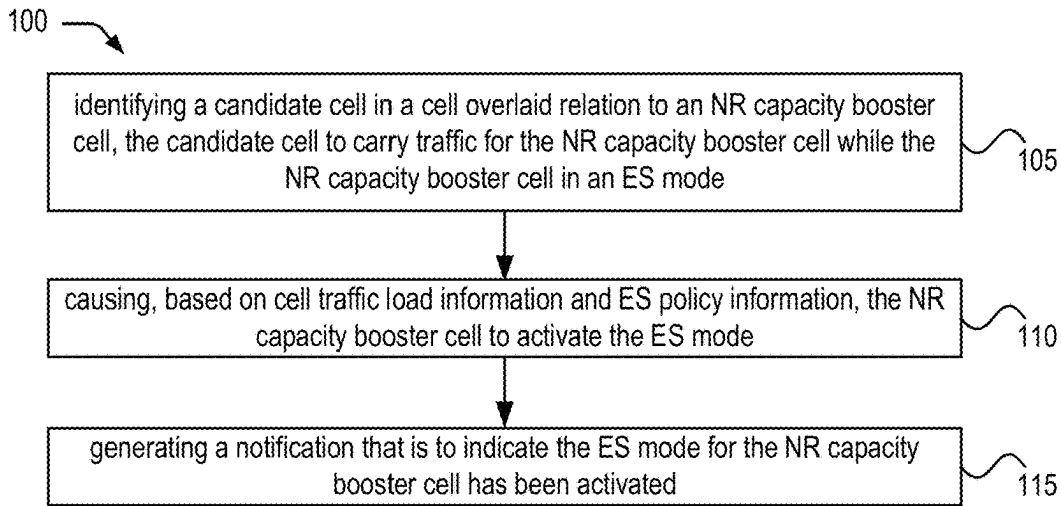 100
identifying a candidate cell in a cell overlaid relation to an NR capacity booster
cell, the candidate cell to carry traffic for the NR capacity booster cell while the
NR capacity booster cell in an ES mode
105
causing, based on cell traffic load information and ES policy information, the NR
capacity booster cell to activate the ES mode
110
generating a notification that is to indicate the ES mode for the NR capacity
booster cell has been activated
115